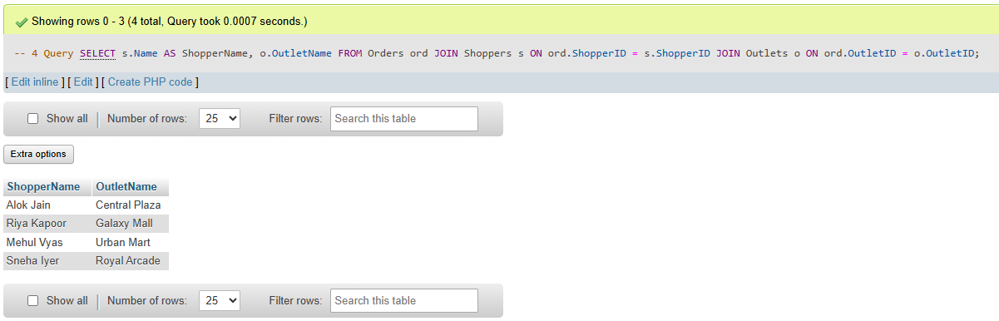 Showing rows 0 - 3 (4 total, Query took 0.0007 seconds.)
-- 4 Query SELECT s.Name AS ShopperName, o.OutletName FROM Orders ord JOIN Shoppers s ON ord.ShopperID = s.ShopperID JOIN Outlets o ON ord.OutletID = o.OutletID;
[ Edit inline ] [ Edit ] [ Create PHP code ]
Show all | Number of rows: 25 Filter rows: Search this table
Extra options
ShopperName OutletName
Alok Jain Central Plaza
Riya Kapoor Galaxy Mall
Mehul Vyas Urban Mart
Sneha Iyer Royal Arcade
Show all | Number of rows: 25 Filter rows: Search this table